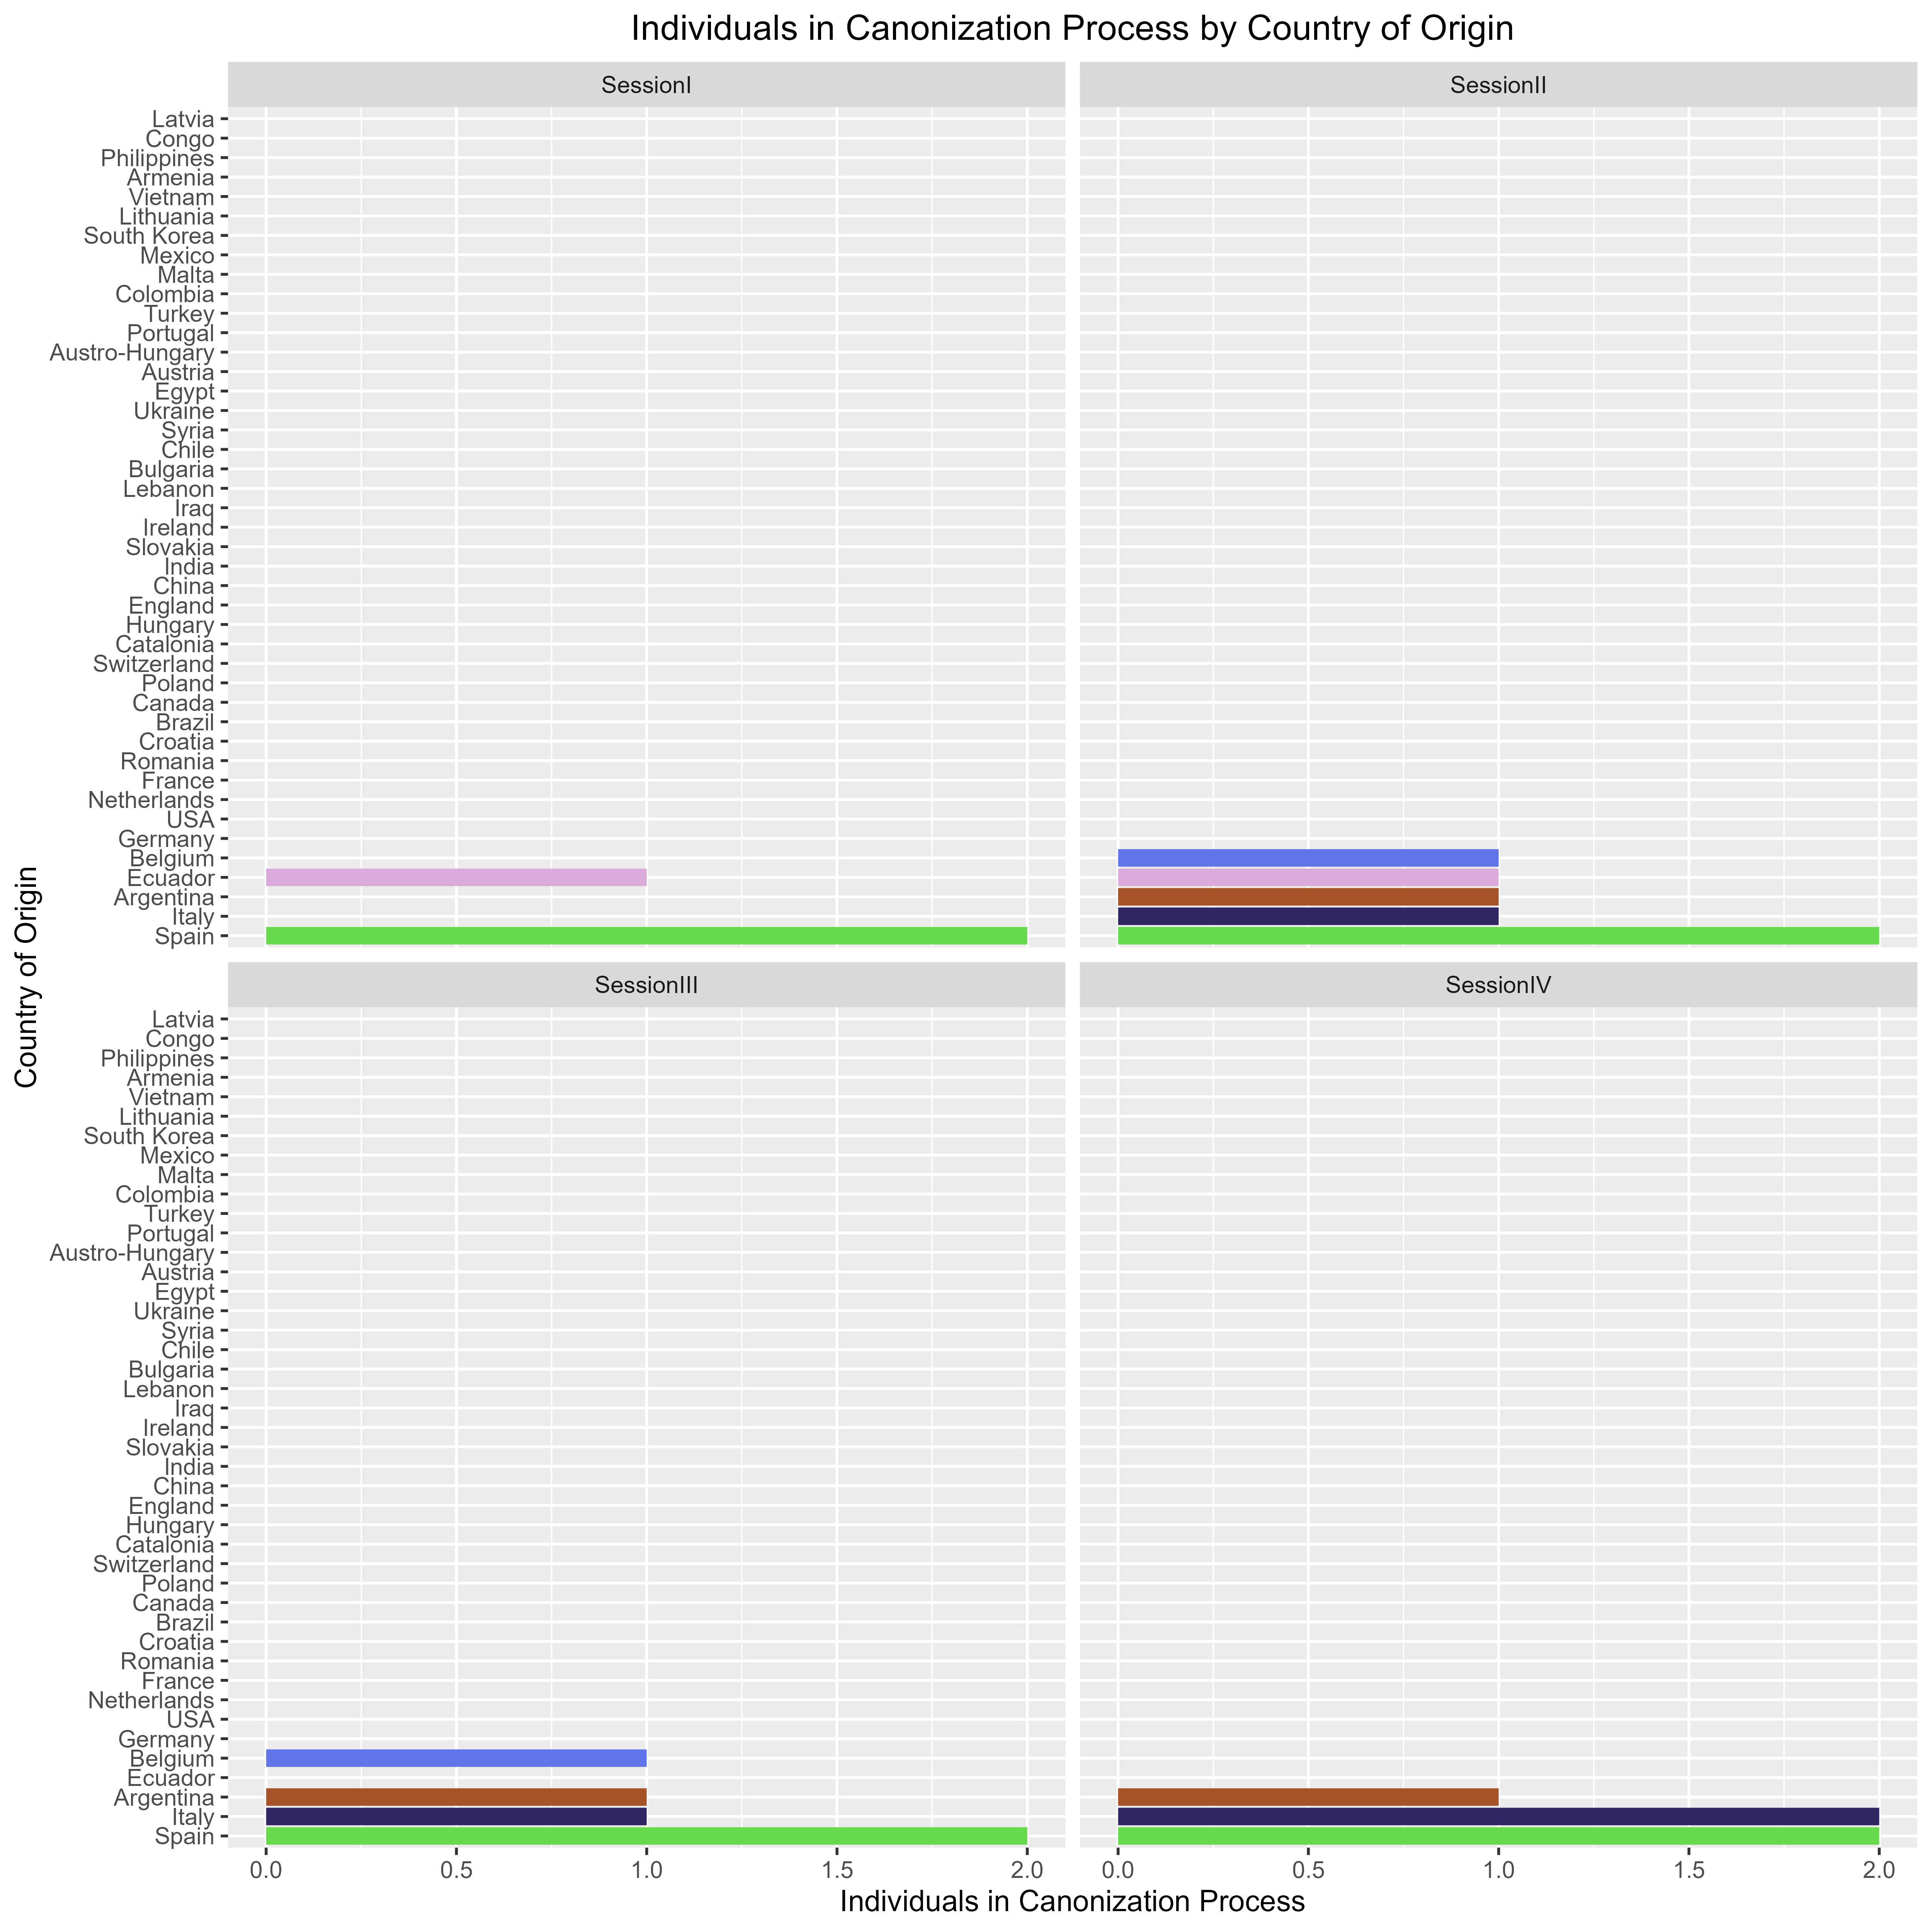 Individuals in Canonization Process by Country of Origin
SessionI
SessionII
Latvia
Congo
Philippines
Armenia
Vietnam
Lithuania
South Korea
Mexico
Malta
Colombia
Turkey
Portugal
Austro-Hungary
Austria
Egypt
Ukraine
Syria
Chile
Bulgaria
Lebanon
Iraq
Ireland
Slovakia
India
China
England
Hungary
Catalonia
Switzerland
Poland
Canada
Brazil
Croatia
Romania
France
Netherlands
USA
Germany
Belgium
Ecuador
Argentina
Italy
Spain
Country of Origin
SessionIII
SessionIV
Latvia
Congo
Philippines
Armenia
Vietnam
Lithuania
South Korea
Mexico
Malta
Colombia
Turkey
Portugal
Austro-Hungary
Austria
Egypt
Ukraine
Syria
Chile
Bulgaria
Lebanon
Iraq
Ireland
Slovakia
India
China
England
Hungary
Catalonia
Switzerland
Poland
Canada
Brazil
Croatia
Romania
France
Netherlands
USA
Germany
Belgium
Ecuador
Argentina
Italy
Spain
0.0 0.5 1.0 1.5 2.0
0.0 0.5 1.0 1.5 2.0
Individuals in Canonization Process